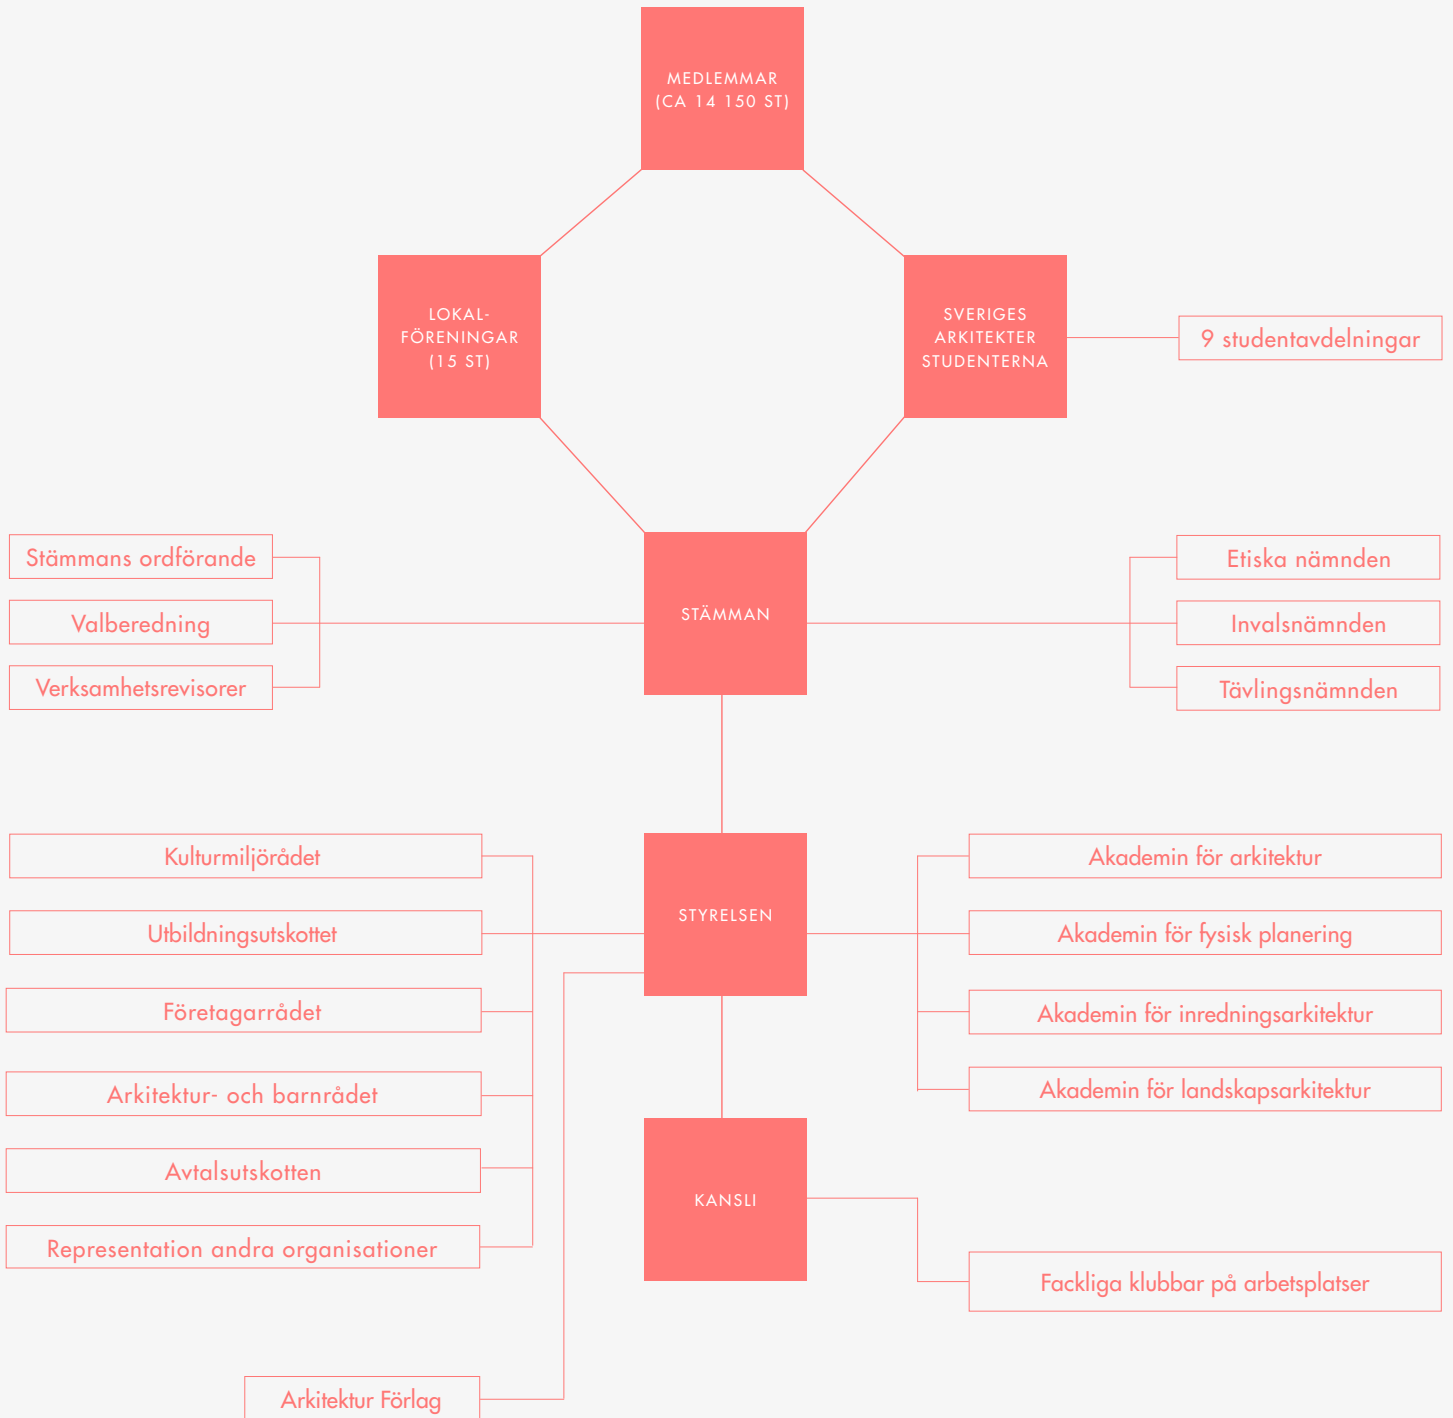 MEDLEMMAR
(CA 14 150 ST)
LOKAL-
FÖRENINGAR
(15 ST)
SVERIGES
ARKITEKTER
STUDENTERNA
9 studentavdelningar
Stämmans ordförande
Valberedning
Verksamhetsrevisorer
STÄMMAN
Etiska nämnden
Invalsnämnden
Tävlingsnämnden
Kulturmiljörådet
Utbildningsutskottet
Företagarrådet
Arkitektur- och barnrådet
Avtalsutskotten
Representation andra organisationer
STYRELSEN
Akademin för arkitektur
Akademin för fysisk planering
Akademin för inredningsarkitektur
Akademin för landskapsarkitektur
KANSLI
Fackliga klubbar på arbetsplatser
Arkitektur Förlag